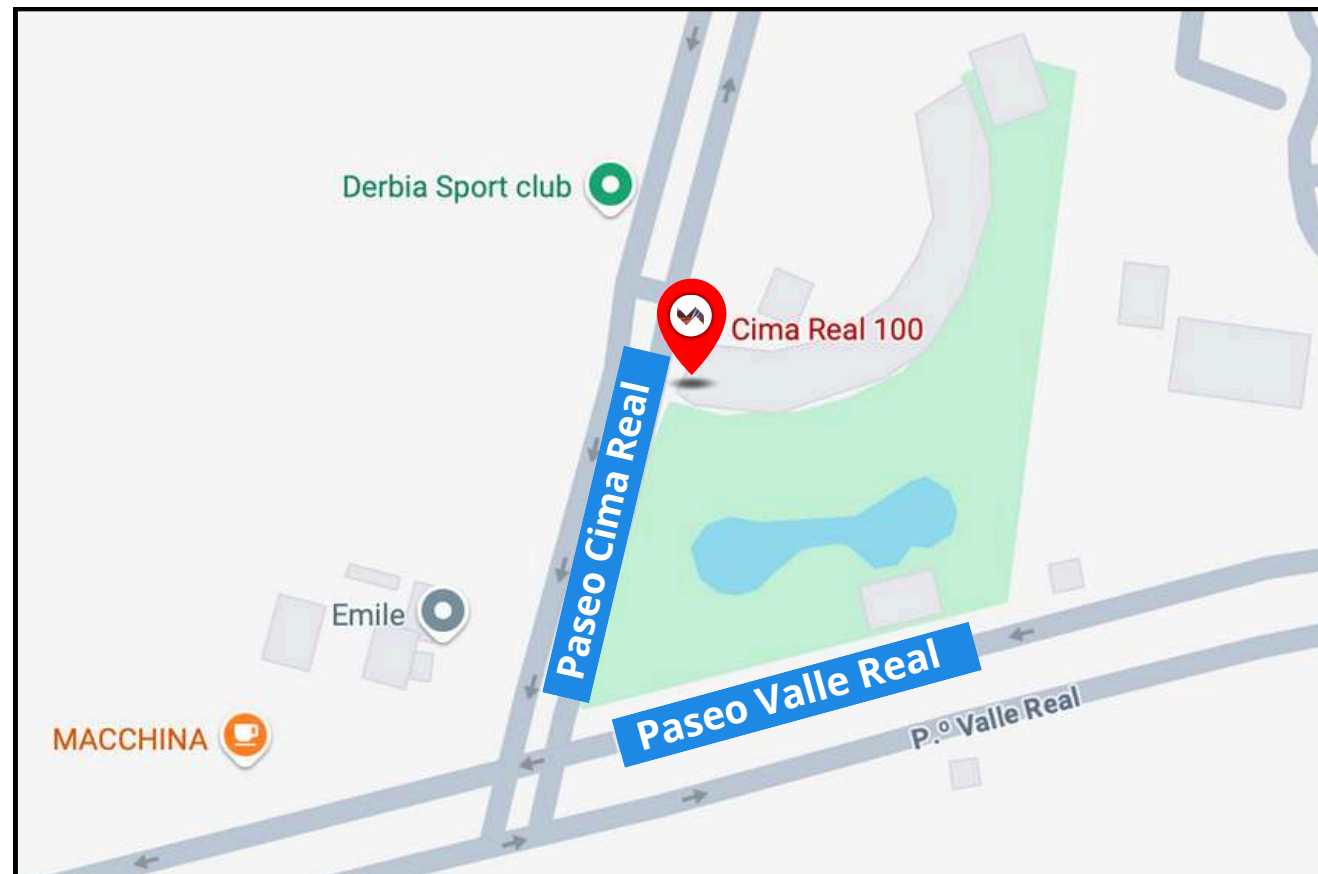 Derbia Sport club
Cima Real 100
Paseo Cima Real
Emile
Paseo Valle Real
P.º Valle Real
MACCHINA